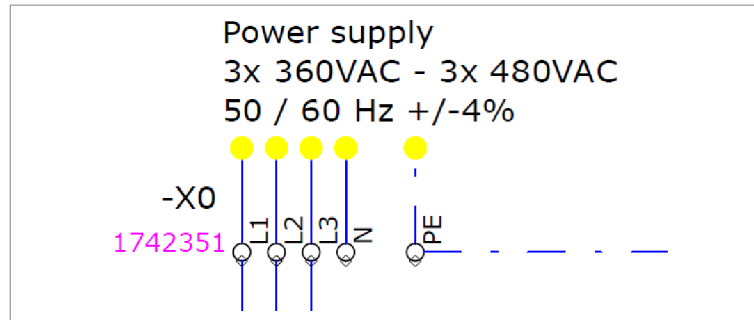 Power supply
3x 360VAC - 3x 480VAC
50 / 60 Hz +/-4%
-X0
1742351
L1
L2
L3
N
PE